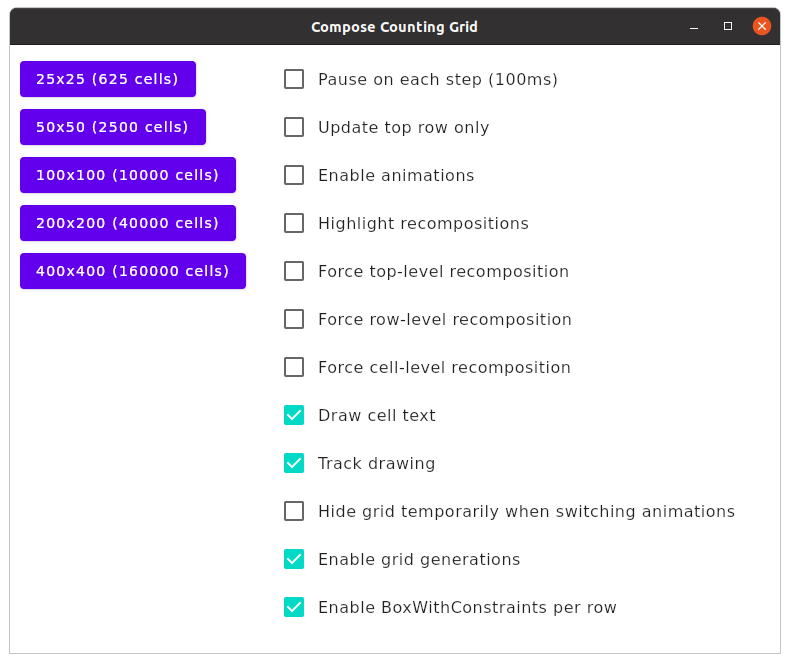 Compose Counting Grid
25x25 (625 cells)
50x50 (2500 cells)
100x100 (10000 cells)
200x200 (40000 cells)
400x400 (160000 cells)
Pause on each step (100ms)
Update top row only
Enable animations
Highlight recompositions
Force top-level recomposition
Force row-level recomposition
Force cell-level recomposition
Draw cell text
Track drawing
Hide grid temporarily when switching animations
Enable grid generations
Enable BoxWithConstraints per row